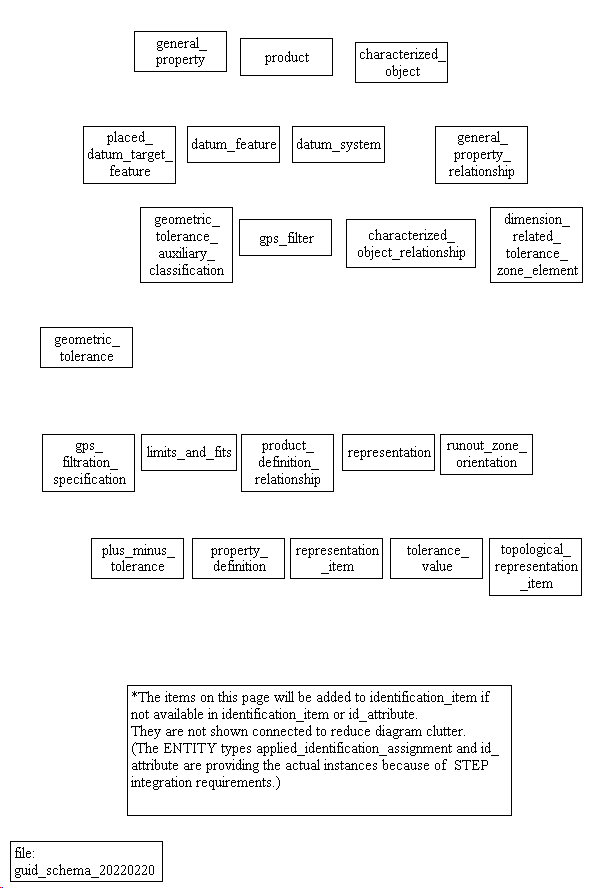 general_
property
product
characterized_
object
placed_
datum_target_
feature
datum_feature
datum_system
general_
property_
relationship
geometric_
tolerance_
auxiliary_
classification
gps_filter
characterized_
object_relationship
dimension_
related_
tolerance_
zone_element
geometric_
tolerance
gps_
filtration_
specification
limits_and_fits
product_
definition_
relationship
representation
runout_zone_
orientation
plus_minus_
tolerance
property_
definition
representation
_item
tolerance_
value
topological_
representation
_item
*The items on this page will be added to identification_item if
not available in identification_item or id_attribute.
They are not shown connected to reduce diagram clutter.
(The ENTITY types applied_identification_assignment and id_
attribute are providing the actual instances because of  STEP
integration requirements.)
file:
guid_schema_20220220